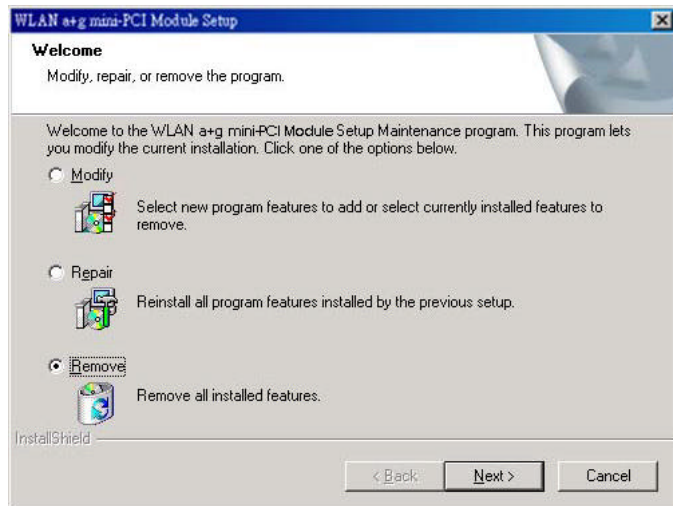 WLAN a+g mini-PCI Module Setup
Welcome
Modify, repair, or remove the program.
Welcome to the WLAN a+g mini-PCI Module Setup Maintenance program. This program lets
you modify the current installation. Click one of the options below.
Modify
Select new program features to add or select currently installed features to
remove.
Repair
Reinstall all program features installed by the previous setup.
Remove
Remove all installed features.
InstallShield
< Back
Next >
Cancel